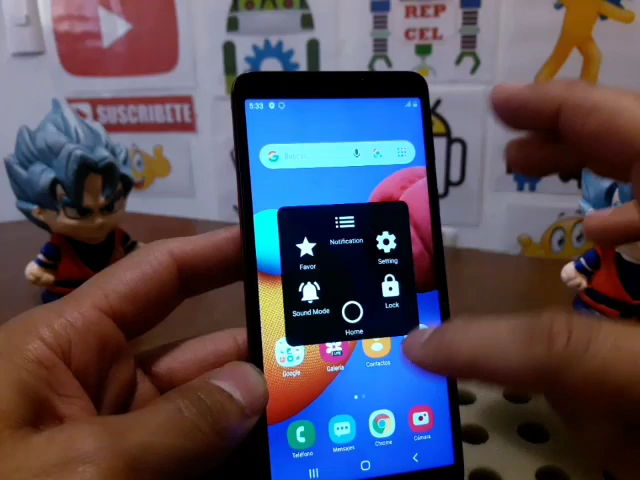 REP
CEL
SUSCRIBETE
5:33
Notification
Favor
Setting
Sound Mode
Lock
Home
Google
Galería
Contactos
Teléfono
Mensajes
Chrome
Cámara